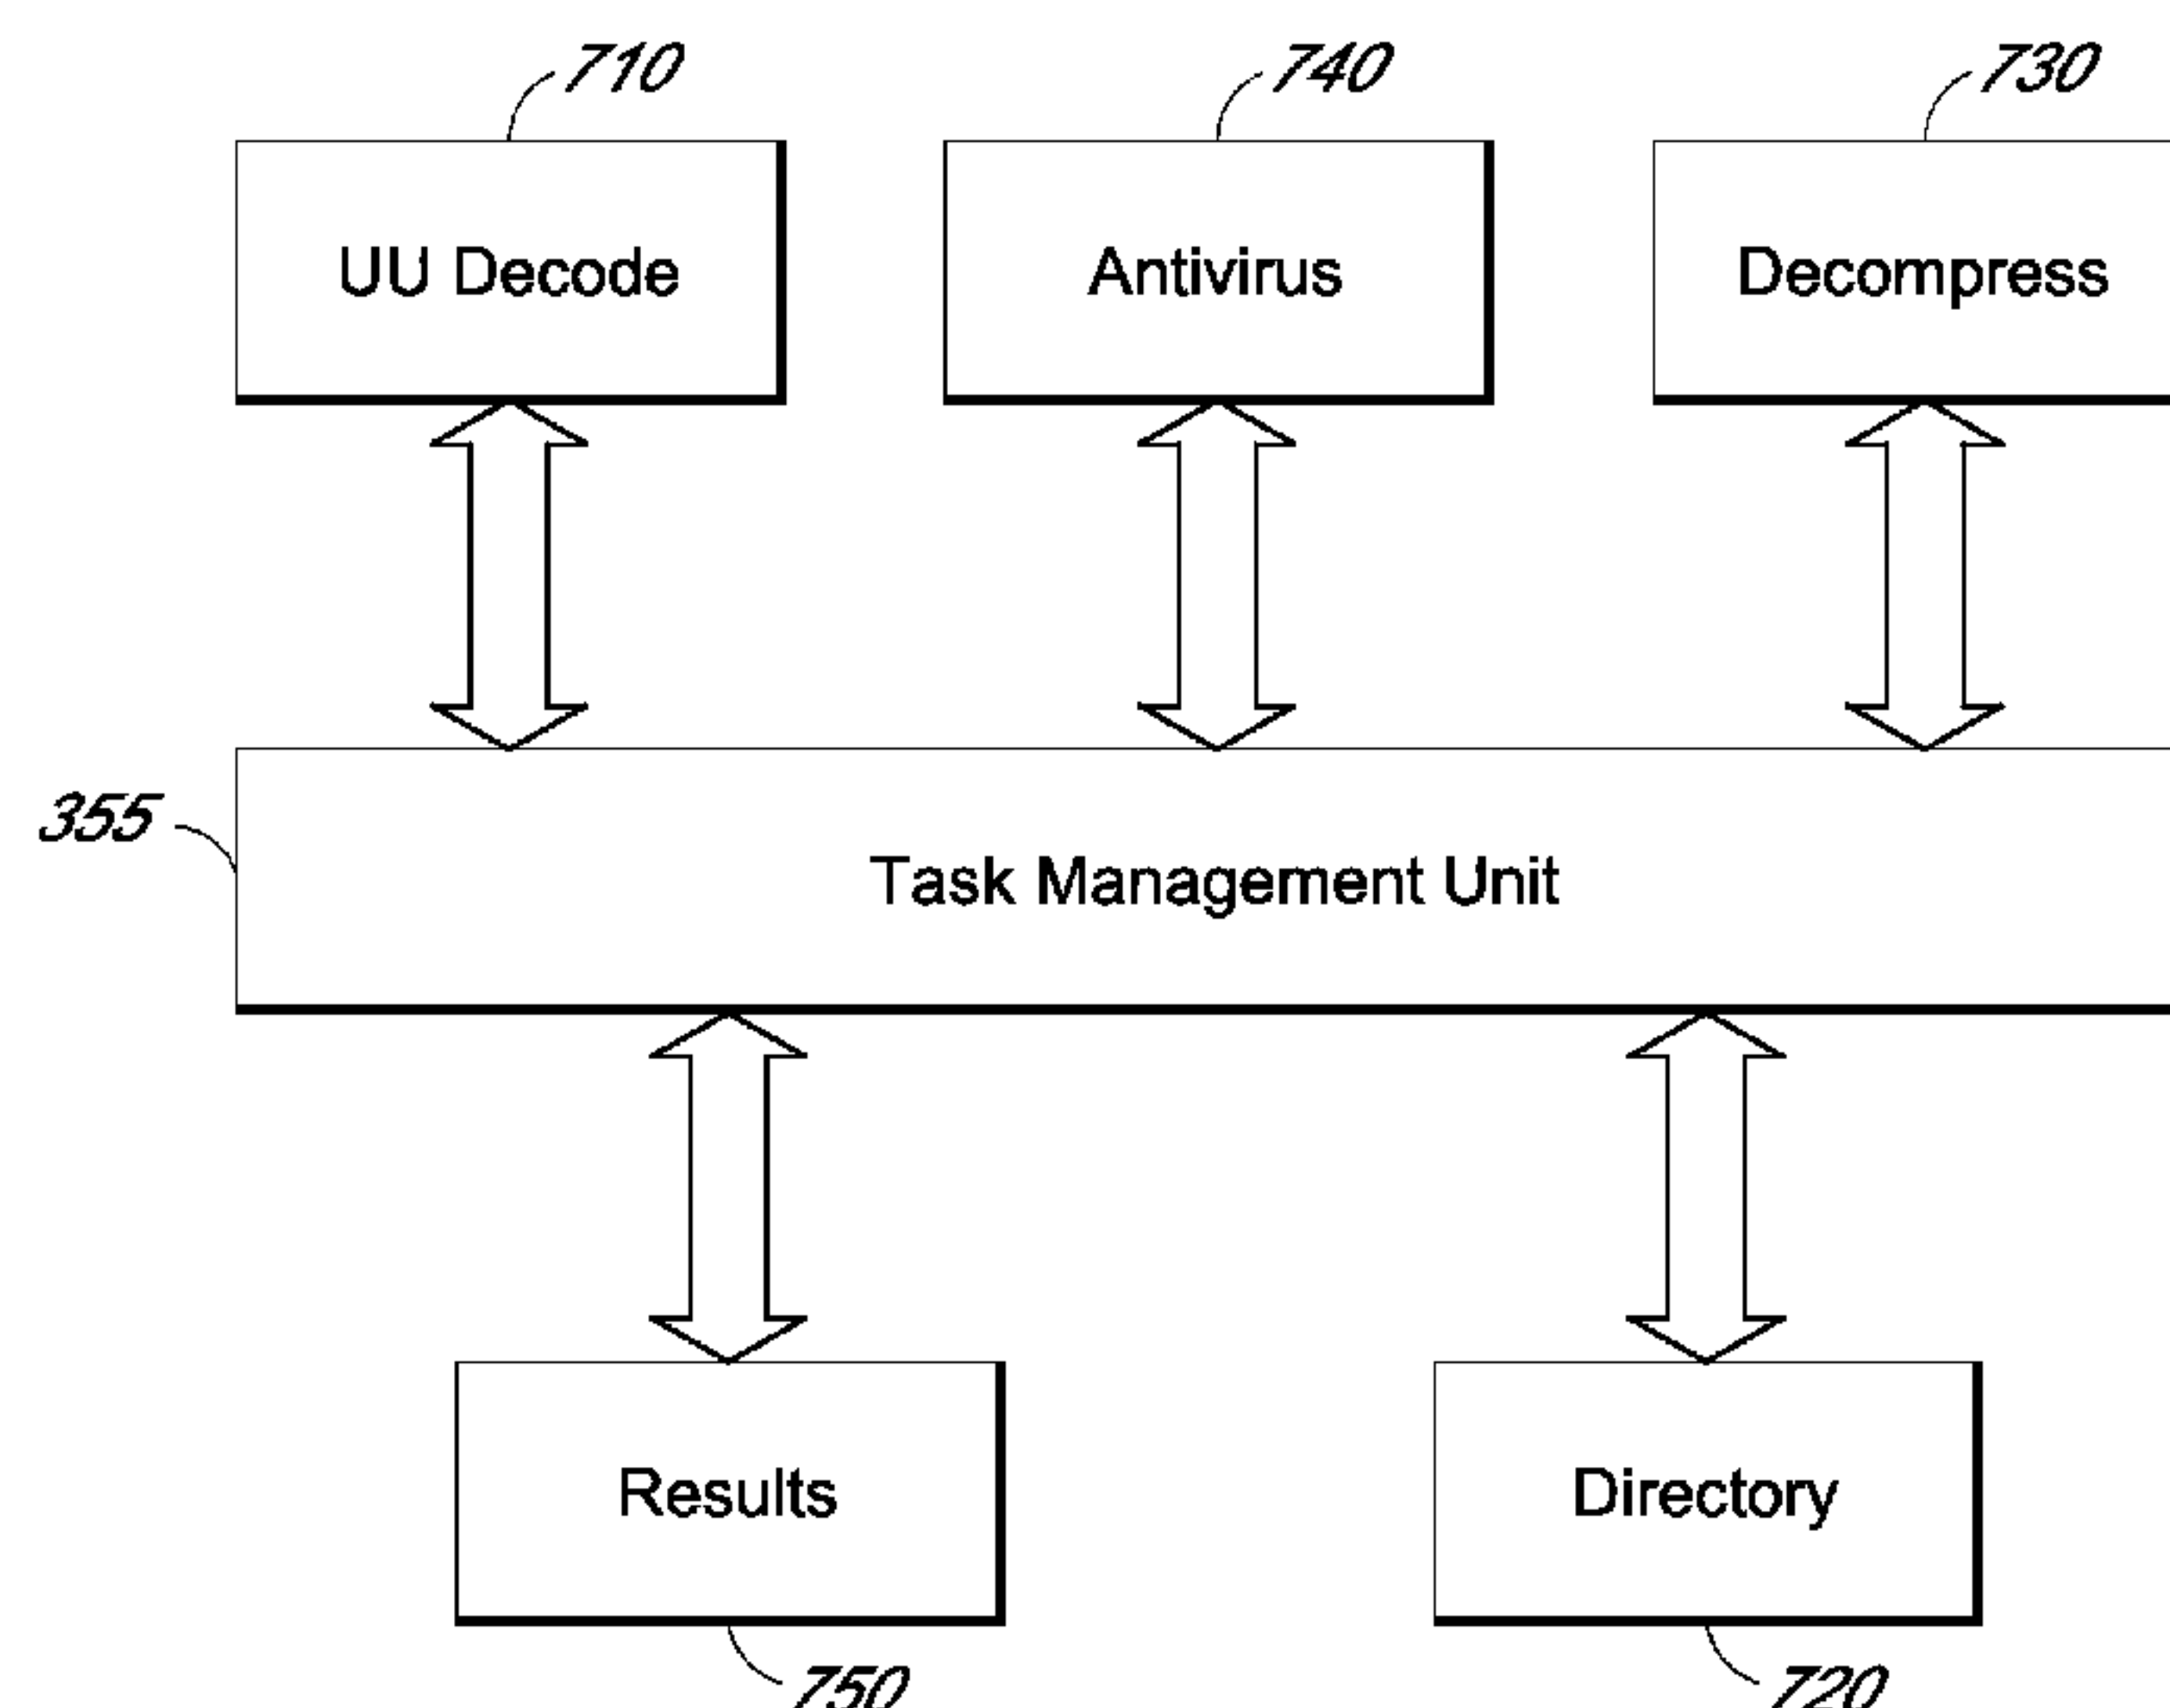 710 740 730
UU Decode Antivirus Decompress
355
Task Management Unit
Results Directory
750 720